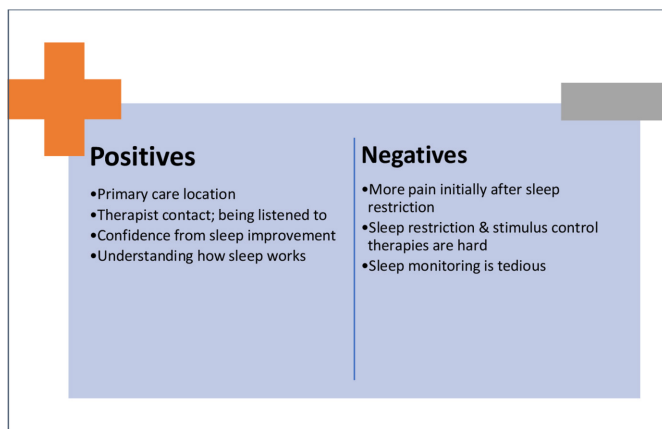 Positives
•Primary care location
•Therapist contact; being listened to
•Confidence from sleep improvement
•Understanding how sleep works
Negatives
•More pain initially after sleep
restriction
•Sleep restriction & stimulus control
therapies are hard
•Sleep monitoring is tedious